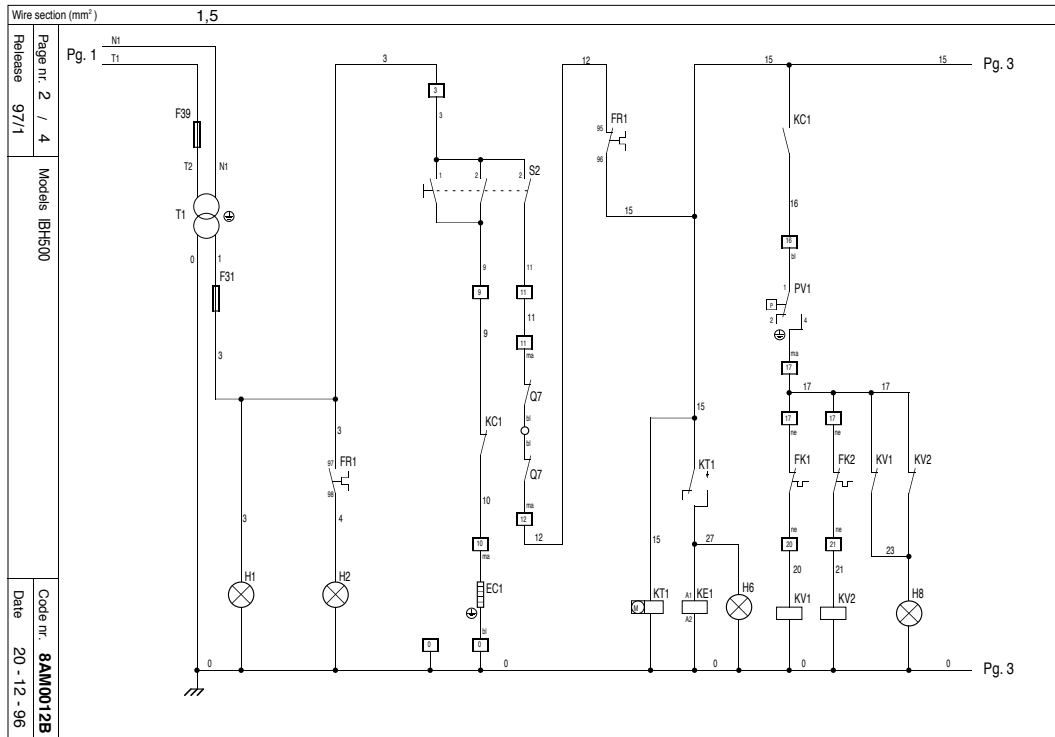 Wire section (mm²) 1,5
Release 97/1
Page nr. 2 / 4
Models IBH500
Date 20 - 12 - 96
Code nr. 8AM0012B
Pg. 1
N1
T1
3
12
15
15
Pg. 3
F39
T2
N1
T1
0
1
F31
3
3
3
1
2
2
S2
95
FR1
96
15
KC1
16
16
bl
1
PV1
P
2
4
ma
17
17
17
9
11
9
11
9
11
11
ma
Q7
bl
bl
Q7
KC1
ma
12
12
10
10
ma
EC1
bl
3
97
FR1
98
4
3
H1
H2
15
KT1
15
27
M
KT1
A1
KE1
A2
H6
17
17
ne
ne
FK1
FK2
KV1
KV2
ne
ne
20
21
20
21
23
KV1
KV2
H8
0
0
0
0
0
0
0
0
Pg. 3